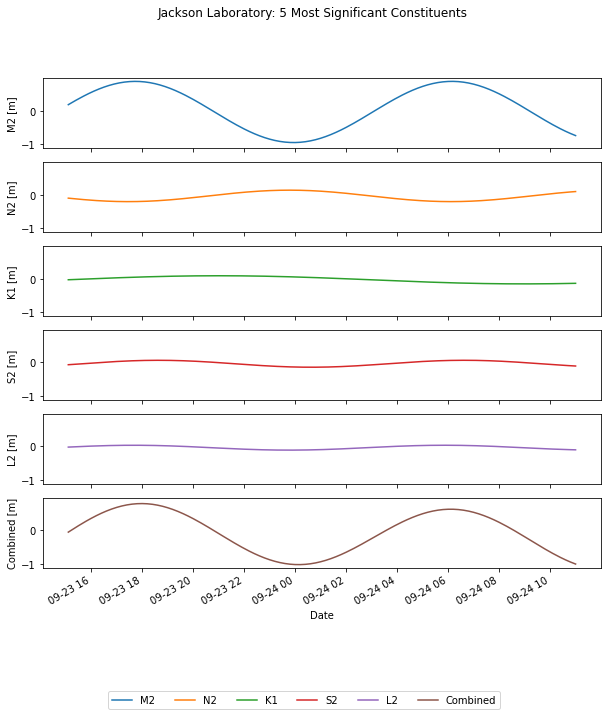 Jackson Laboratory: 5 Most Significant Constituents
M2 [m]
0
−1
N2 [m]
0
−1
K1 [m]
0
−1
S2 [m]
0
−1
L2 [m]
0
−1
Combined [m]
0
−1
09-23 16 09-23 18 09-23 20 09-23 22 09-24 00 09-24 02 09-24 04 09-24 06 09-24 08 09-24 10
Date
M2 N2 K1 S2 L2 Combined